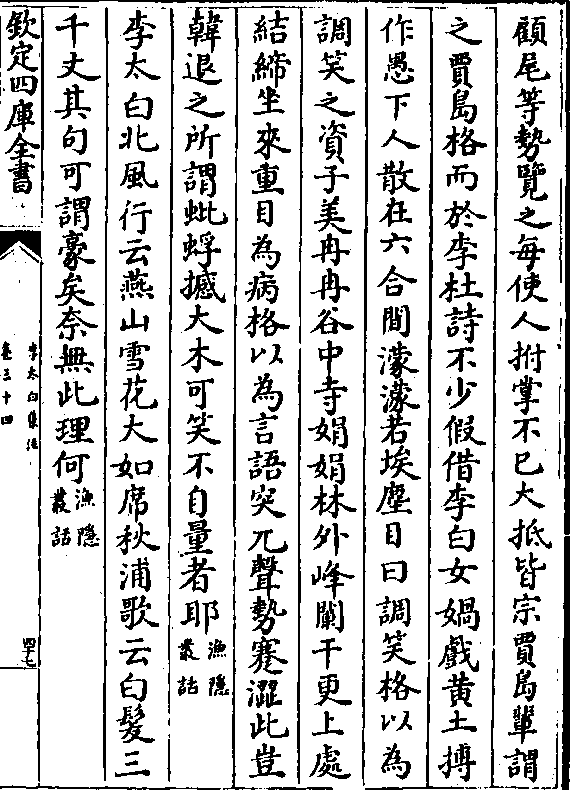 顧尾等勢覽之每使人拊掌不已大抵皆宗賈島輩謂
之賈島格而於李杜詩不少假借李白女媧戲黄土摶
作愚下人散在六合間濛濛若埃塵目曰調笑格以為
調笑之資子美冉冉谷中寺娟娟林外峰闌干更上處
結締坐來重目為病格以為言語突兀聲勢蹇澁此豈
韓退之所謂蚍蜉撼大木可笑不自量者耶漁隱叢話
李太白北風行云燕山雪花大如席秋浦歌云白髮三
千丈其句可謂豪矣奈無此理何漁隱叢話
欽定四庫全書
李太白集注
卷三十四
四七